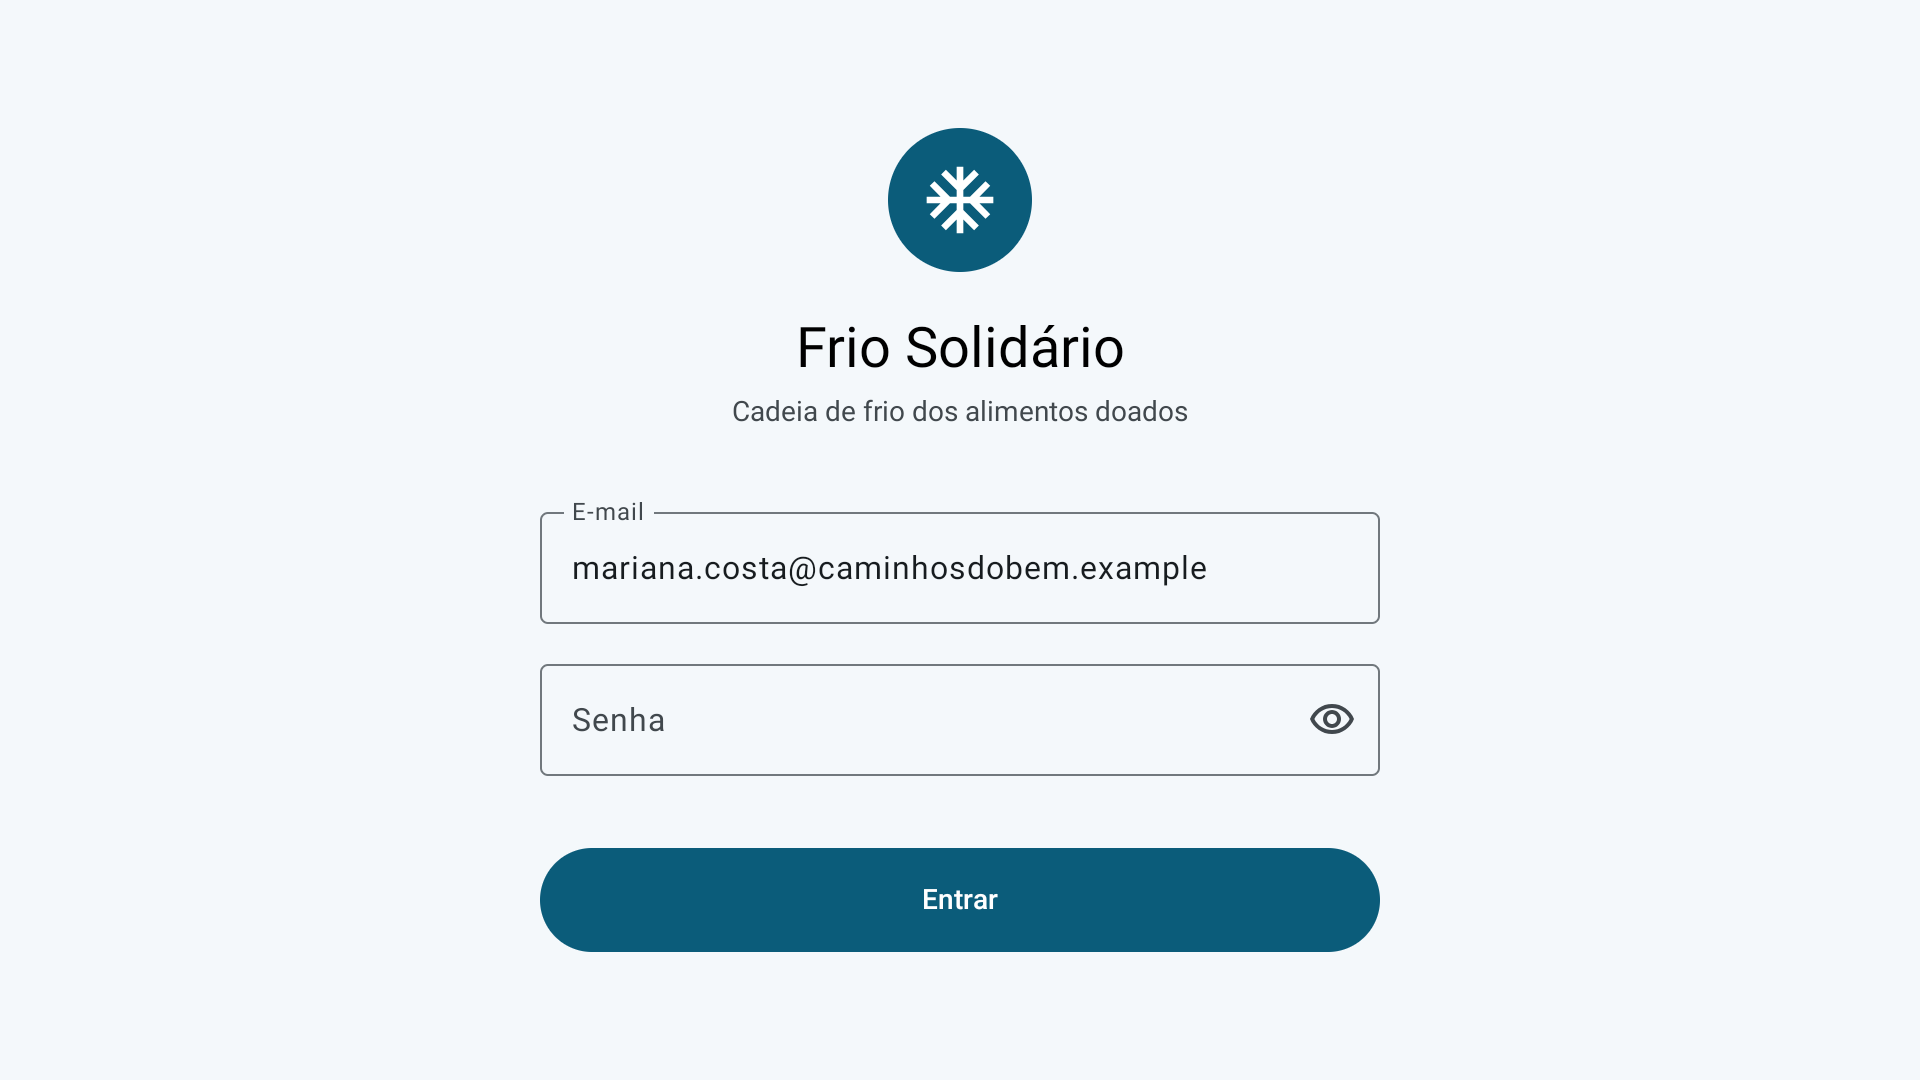 Frio Solidário
Cadeia de frio dos alimentos doados
E-mail
mariana.costa@caminhosdobem.example
Senha
Entrar